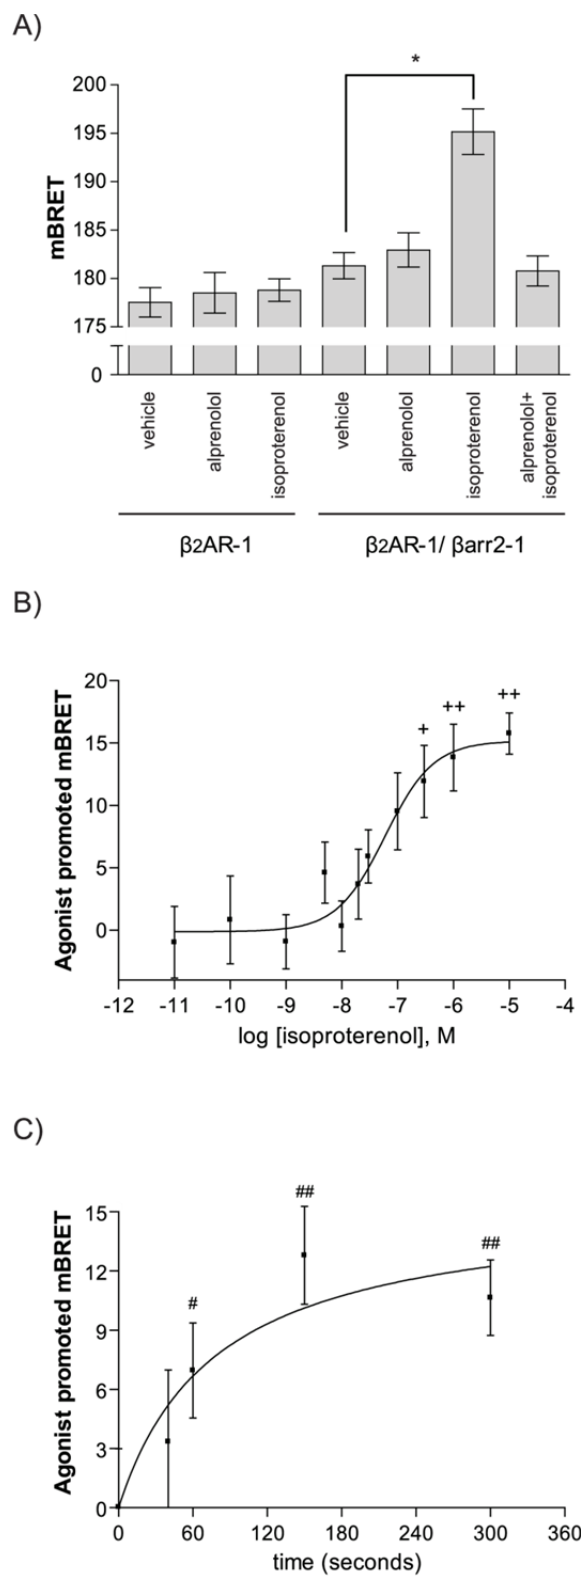 A)
*
200
195
190
185
180
175
0
mBRET
vehicle
alprenolol
isoproterenol
vehicle
alprenolol
isoproterenol
alprenolol+
isoproterenol
β2AR-1
β2AR-1/ βarr2-1
B)
20
15
10
5
0
Agonist promoted mBRET
+
++
++
-12 -11 -10 -9 -8 -7 -6 -5 -4
log [isoproterenol], M
C)
15
12
9
6
3
0
Agonist promoted mBRET
#
##
##
0 60 120 180 240 300 360
time (seconds)